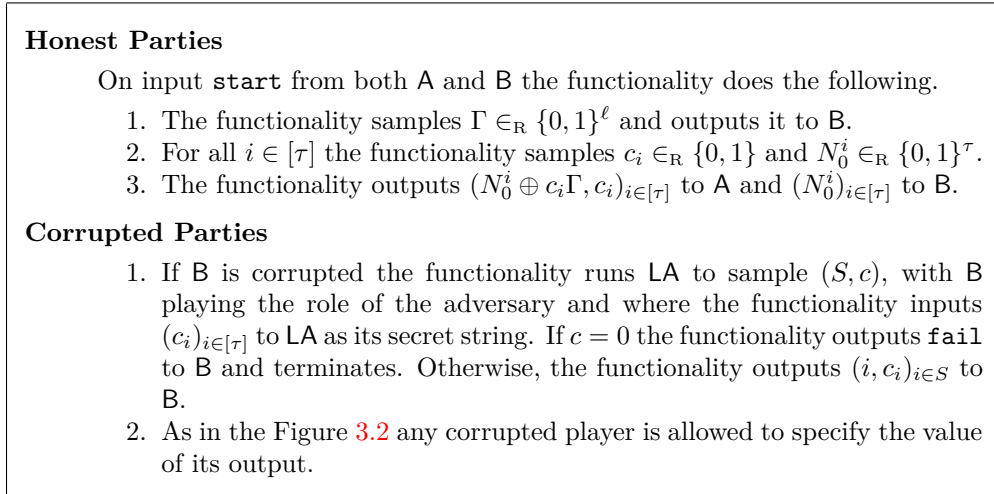 Honest Parties
On input start from both A and B the functionality does the following.
1. The functionality samples Γ ∈_R {0, 1}^ℓ and outputs it to B.
2. For all i ∈ [τ] the functionality samples c_i ∈_R {0, 1} and N_0^i ∈_R {0, 1}^τ.
3. The functionality outputs (N_0^i ⊕ c_iΓ, c_i)_{i∈[τ]} to A and (N_0^i)_{i∈[τ]} to B.
Corrupted Parties
1. If B is corrupted the functionality runs LA to sample (S, c), with B
playing the role of the adversary and where the functionality inputs
(c_i)_{i∈[τ]} to LA as its secret string. If c = 0 the functionality outputs fail
to B and terminates. Otherwise, the functionality outputs (i, c_i)_{i∈S} to
B.
2. As in the Figure 3.2 any corrupted player is allowed to specify the value
of its output.